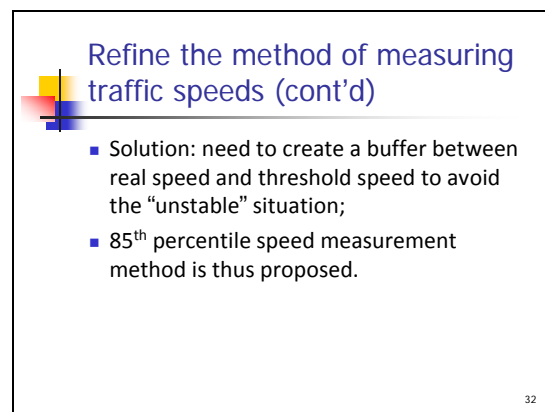 Refine the method of measuring
traffic speeds (cont'd)
Solution: need to create a buffer between
real speed and threshold speed to avoid
the “unstable” situation;
85th percentile speed measurement
method is thus proposed.
32